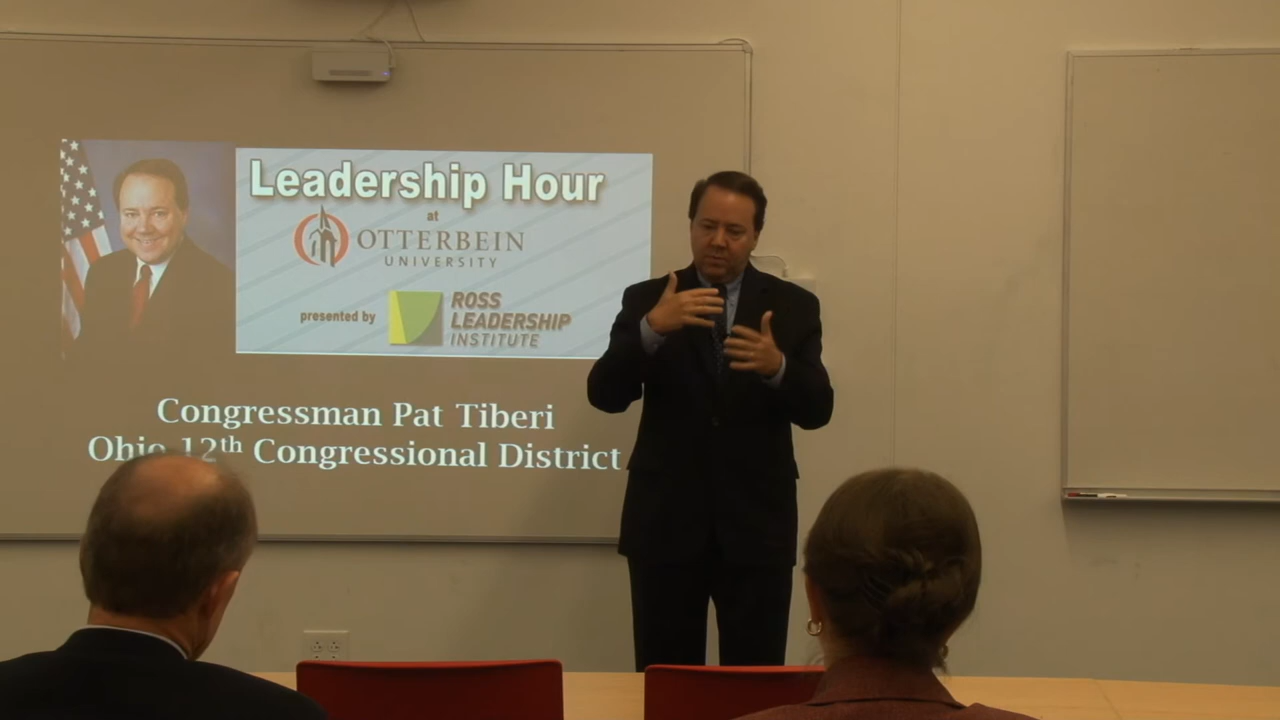 Leadership Hour
at
OTTERBEIN
UNIVERSITY
presented by
ROSS
LEADERSHIP
INSTITUTE
Congressman Pat Tiberi
Ohio 12th Congressional District